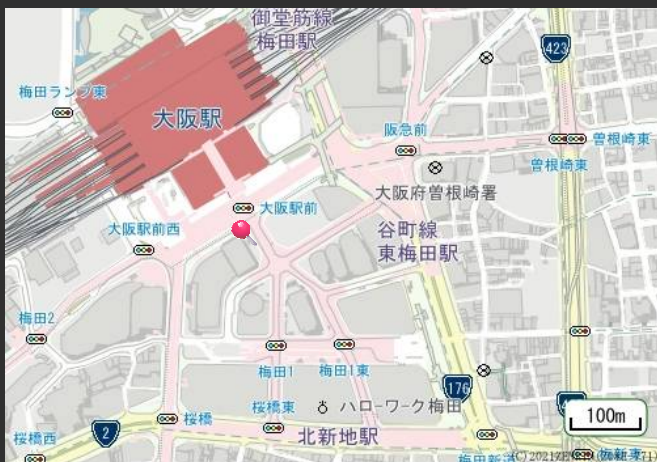 御堂筋線
梅田駅
423
梅田ランプ東
大阪駅
阪急前
曽根崎東
曽根崎東
大阪府曽根崎署
大阪駅前
大阪駅前西
谷町線
東梅田駅
梅田2
梅田1
梅田1東
176
桜橋
桜橋東
ハローワーク梅田
100m
2
桜橋西
北新地駅
(C) 2021